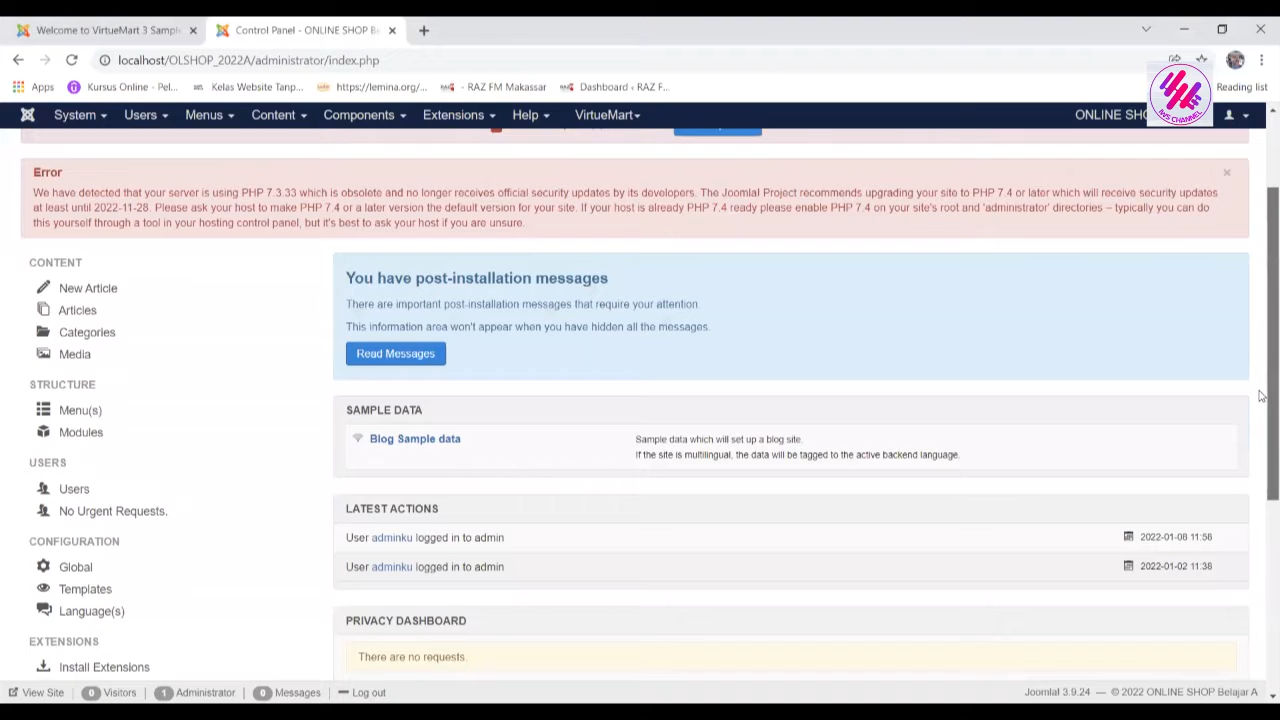 Welcome to VirtueMart 3 Sampl
Control Panel - ONLINE SHOP Be
localhost/OLSHOP_2022A/administrator/index.php
Apps
Kursus Online - Pel...
Kelas Website Tanp...
https://lemina.org/...
- RAZ FM Makassar
Dashboard ‹ RAZ F...
Reading list
IWS CHANNEL
System
Users
Menus
Content
Components
Extensions
Help
VirtueMart
ONLINE SH
Error
We have detected that your server is using PHP 7.3.33 which is obsolete and no longer receives official security updates by its developers. The Joomla! Project recommends upgrading your site to PHP 7.4 or later which will receive security updates
at least until 2022-11-28. Please ask your host to make PHP 7.4 or a later version the default version for your site. If your host is already PHP 7.4 ready please enable PHP 7.4 on your site's root and 'administrator' directories – typically you can do
this yourself through a tool in your hosting control panel, but it's best to ask your host if you are unsure.
CONTENT
New Article
Articles
Categories
Media
STRUCTURE
Menu(s)
Modules
USERS
Users
No Urgent Requests.
CONFIGURATION
Global
Templates
Language(s)
EXTENSIONS
Install Extensions
You have post-installation messages
There are important post-installation messages that require your attention.
This information area won't appear when you have hidden all the messages.
Read Messages
SAMPLE DATA
Blog Sample data
Sample data which will set up a blog site.
If the site is multilingual, the data will be tagged to the active backend language.
LATEST ACTIONS
User adminku logged in to admin
2022-01-08 11:56
User adminku logged in to admin
2022-01-02 11:38
PRIVACY DASHBOARD
There are no requests.
View Site
0 Visitors
1 Administrator
0 Messages
Log out
Joomla! 3.9.24 — © 2022 ONLINE SHOP Belajar A